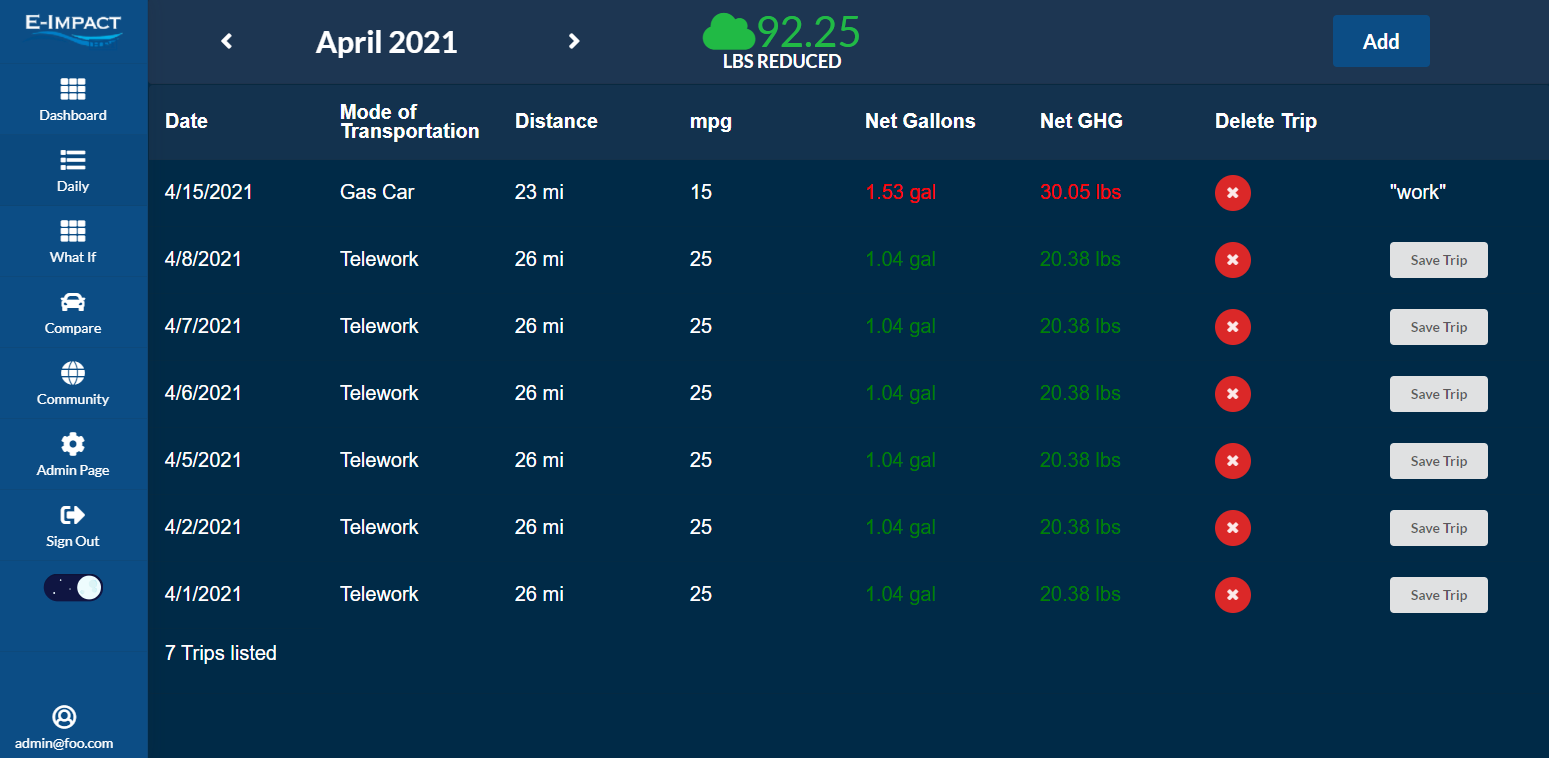 E-IMPACT
Dashboard
Daily
What If
Compare
Community
Admin Page
Sign Out
admin@foo.com
April 2021
92.25
LBS REDUCED
Add
Date Mode of Transportation Distance mpg Net Gallons Net GHG Delete Trip
4/15/2021 Gas Car 23 mi 15 1.53 gal 30.05 lbs "work"
4/8/2021 Telework 26 mi 25 1.04 gal 20.38 lbs Save Trip
4/7/2021 Telework 26 mi 25 1.04 gal 20.38 lbs Save Trip
4/6/2021 Telework 26 mi 25 1.04 gal 20.38 lbs Save Trip
4/5/2021 Telework 26 mi 25 1.04 gal 20.38 lbs Save Trip
4/2/2021 Telework 26 mi 25 1.04 gal 20.38 lbs Save Trip
4/1/2021 Telework 26 mi 25 1.04 gal 20.38 lbs Save Trip
7 Trips listed